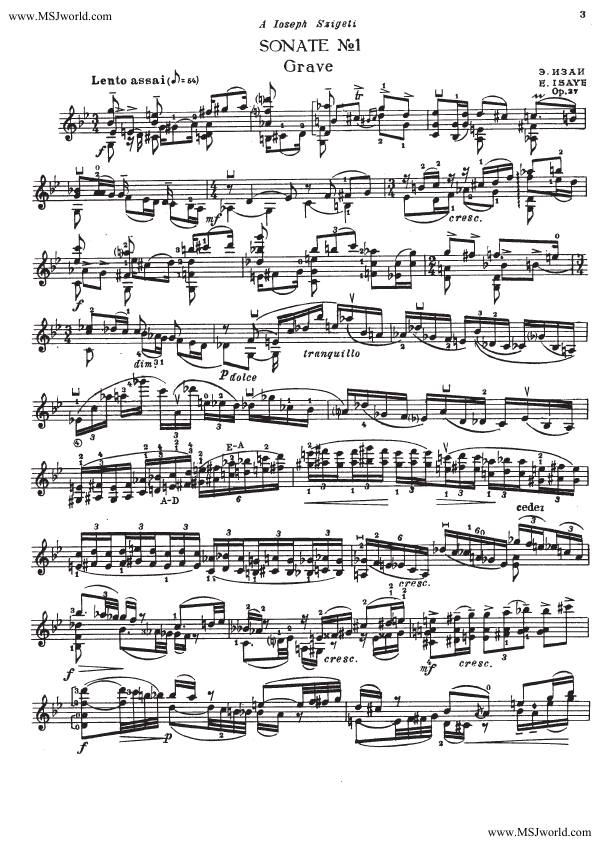 www.MSJworld.com
3
A Ioseph Szigeti
SONATE №1
Grave
Lento assai (♪=54)
Э. ИЗАИ
E. ISAYE
Op. 27
f
mf
cresc.
f
dim
P dolce
tranquillo
A-D
E-A
cedez
cresc.
f
cresc.
mf
cresc.
f
p
www.MSJworld.com